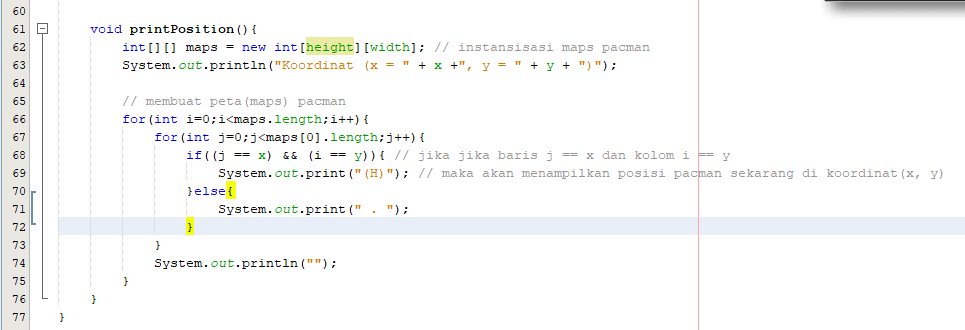 60
61 void printPosition(){
62 int[][] maps = new int[height][width]; // instansisasi maps pacman
63 System.out.println("Koordinat (x = " + x +", y = " + y + ")");
64
65 // membuat peta(maps) pacman
66 for(int i=0;i<maps.length;i++){
67 for(int j=0;j<maps[0].length;j++){
68 if((j == x) && (i == y)){ // jika jika baris j == x dan kolom i == y
69 System.out.print("(H)"); // maka akan menampilkan posisi pacman sekarang di koordinat(x, y)
70 }else{
71 System.out.print(" . ");
72 }
73 }
74 System.out.println("");
75 }
76 }
77 }